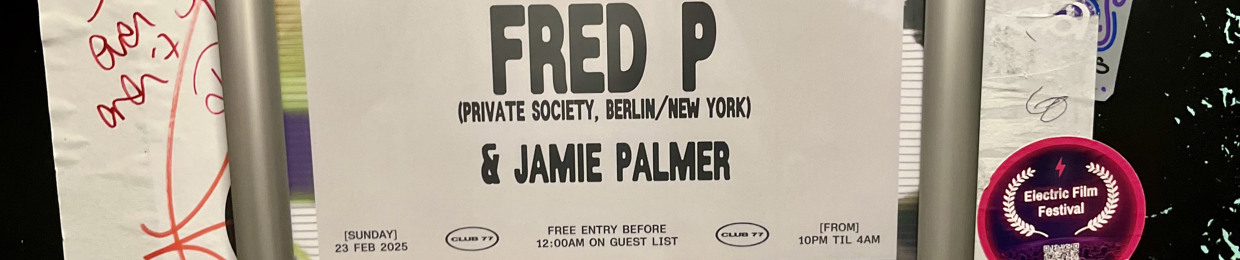 FRED P
(PRIVATE SOCIETY, BERLIN/NEW YORK)
& JAMIE PALMER
[SUNDAY]
23 FEB 2025
CLUB 77
FREE ENTRY BEFORE
12:00AM ON GUEST LIST
CLUB 77
[FROM]
10PM TIL 4AM
Electric Film
Festival